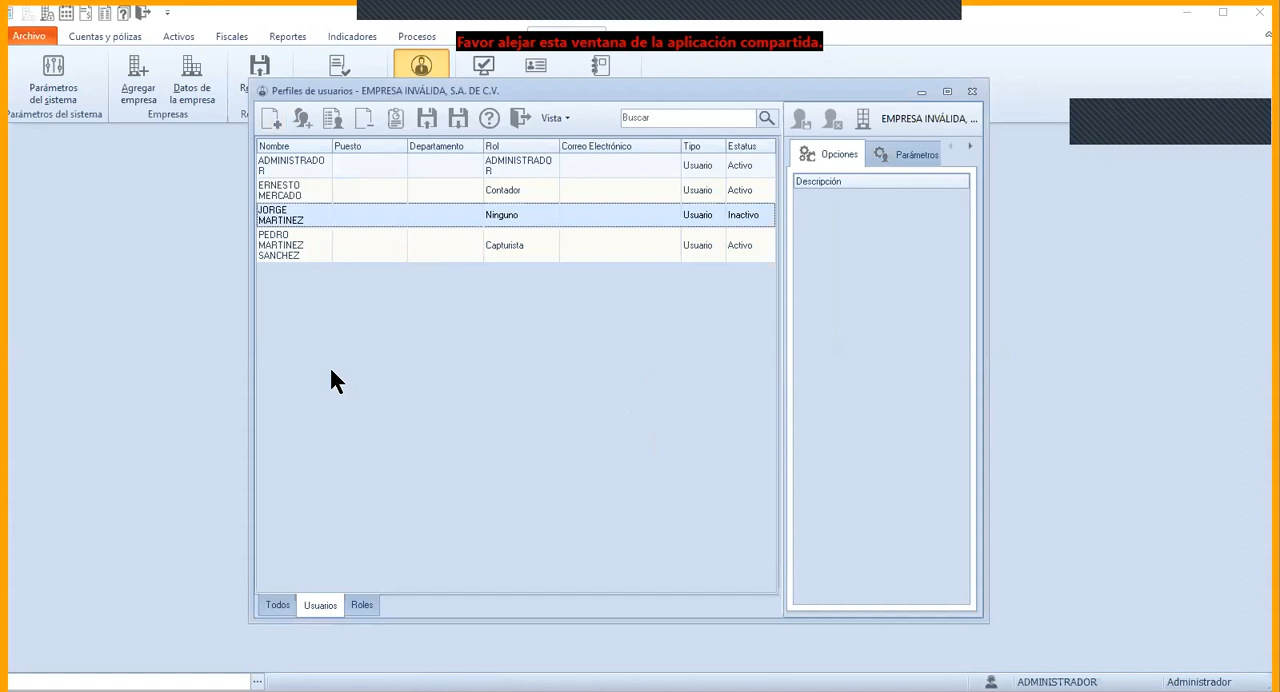 Archivo Cuentas y pólizas Activos Fiscales Reportes Indicadores Procesos
Favor alejar esta ventana de la aplicación compartida.
Parámetros del sistema
Agregar empresa
Datos de la empresa
Parámetros del sistema
Empresas
Perfiles de usuarios - EMPRESA INVÁLIDA, S.A. DE C.V.
Vista
Buscar
EMPRESA INVÁLIDA, ...
Nombre Puesto Departamento Rol Correo Electrónico Tipo Estatus
ADMINISTRADOR ADMINISTRADOR Usuario Activo
ERNESTO MERCADO Contador Usuario Activo
JORGE MARTINEZ Ninguno Usuario Inactivo
PEDRO MARTINEZ SANCHEZ Capturista Usuario Activo
Opciones Parámetros
Descripción
Todos Usuarios Roles
ADMINISTRADOR Administrador